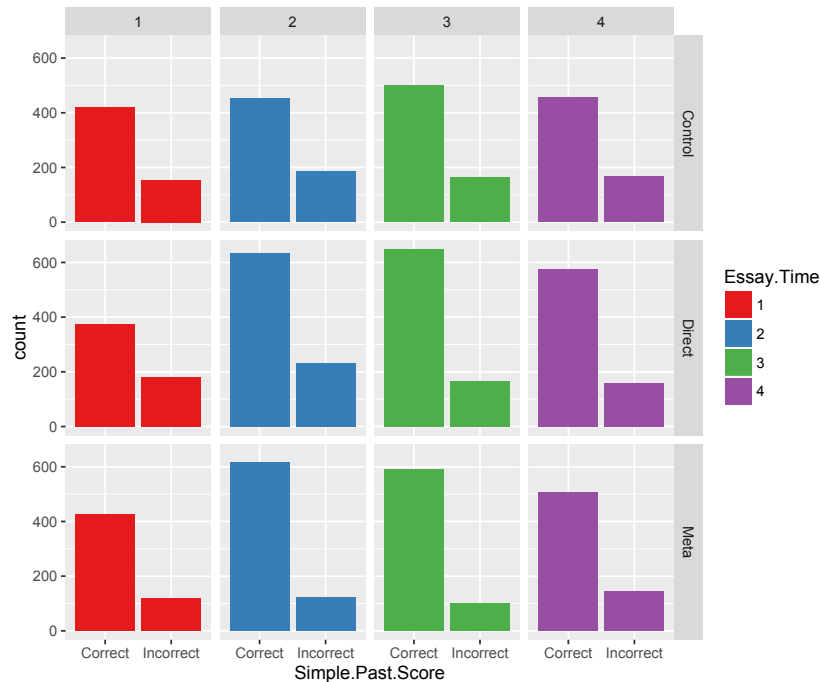 1 2 3 4
600
400
200
0
Control
600
400
200
0
Direct
600
400
200
0
Meta
count
Correct Incorrect Correct Incorrect Correct Incorrect Correct Incorrect
Simple.Past.Score
Essay.Time
1
2
3
4